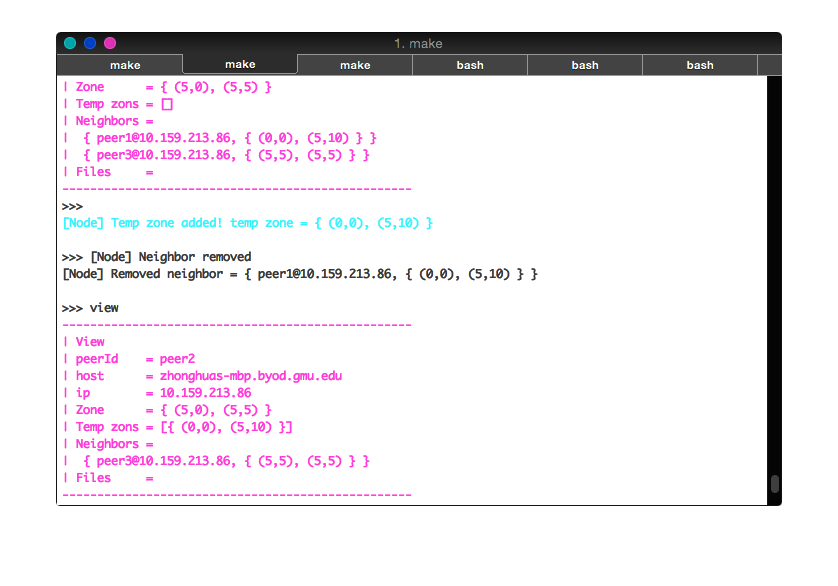 1. make
make make make bash bash bash
| Zone      = { (5,0), (5,5) }
| Temp zons = []
| Neighbors =
|  { peer1@10.159.213.86, { (0,0), (5,10) } }
|  { peer3@10.159.213.86, { (5,5), (5,5) } }
| Files     =
--------------------------------------------------
>>>
[Node] Temp zone added! temp zone = { (0,0), (5,10) }
>>> [Node] Neighbor removed
[Node] Removed neighbor = { peer1@10.159.213.86, { (0,0), (5,10) } }
>>> view
--------------------------------------------------
| View
| peerId    = peer2
| host      = zhonghuas-mbp.byod.gmu.edu
| ip        = 10.159.213.86
| Zone      = { (5,0), (5,5) }
| Temp zons = [{ (0,0), (5,10) }]
| Neighbors =
|  { peer3@10.159.213.86, { (5,5), (5,5) } }
| Files     =
--------------------------------------------------